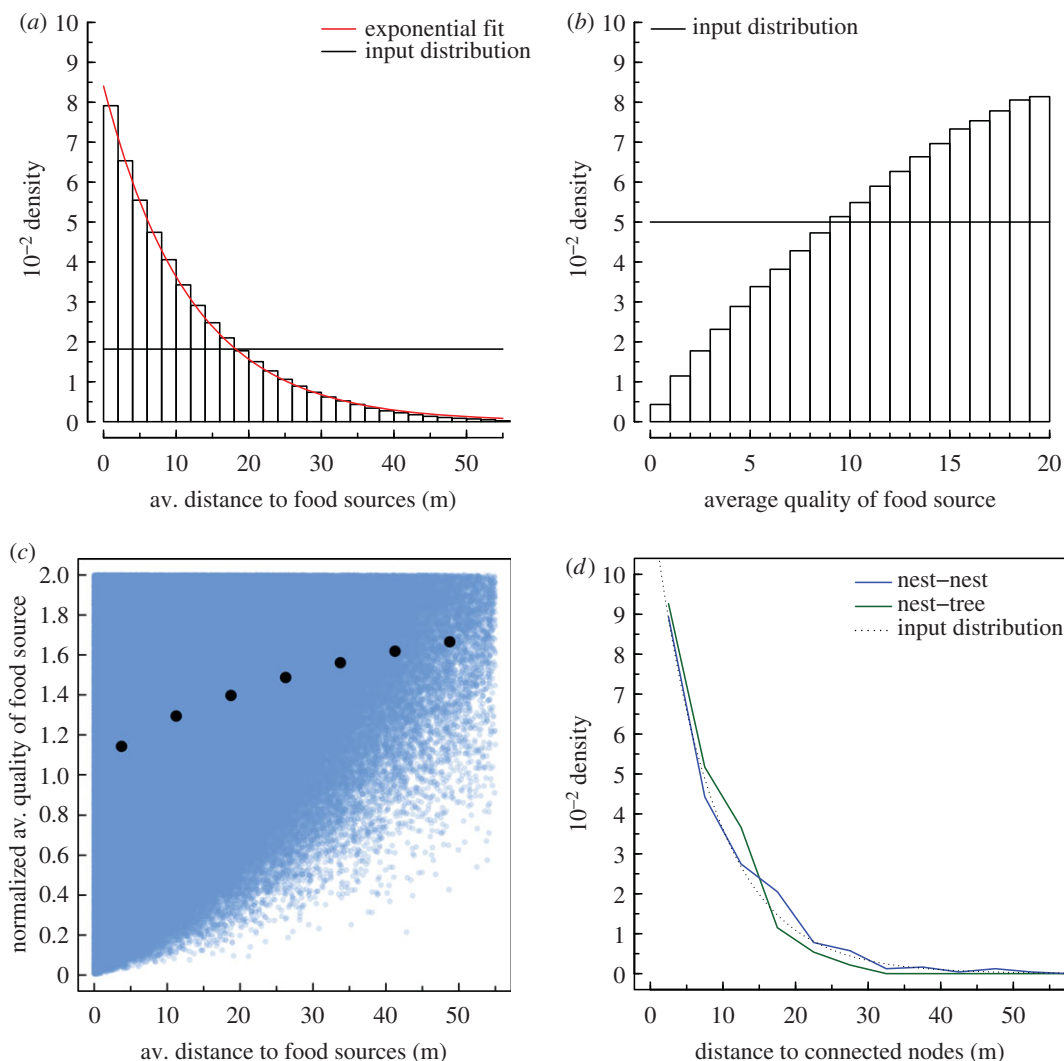 (a)
exponential fit
input distribution
10
9
8
7
6
5
4
3
2
1
0
10⁻² density
0 10 20 30 40 50
av. distance to food sources (m)
(b)
input distribution
10
9
8
7
6
5
4
3
2
1
0
10⁻² density
0 5 10 15 20
average quality of food source
(c)
2.0
1.8
1.6
1.4
1.2
1.0
0.8
0.6
0.4
0.2
0
normalized av. quality of food source
0 10 20 30 40 50
av. distance to food sources (m)
(d)
nest–nest
nest–tree
input distribution
10
9
8
7
6
5
4
3
2
1
0
10⁻² density
0 10 20 30 40 50
distance to connected nodes (m)